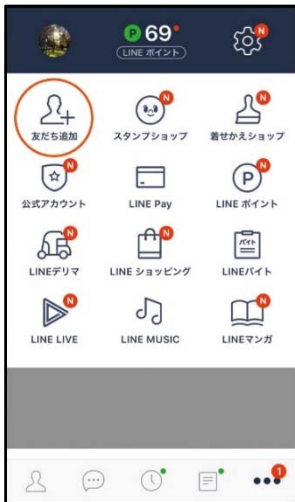 P 69
LINE ポイント
N
N N
友だち追加 スタンプショップ 着せかえショップ
N P N
公式アカウント LINE Pay LINE ポイント
N N バイト N
LINEデリマ LINE ショッピング LINEバイト
N N
LINE LIVE LINE MUSIC LINEマンガ
1